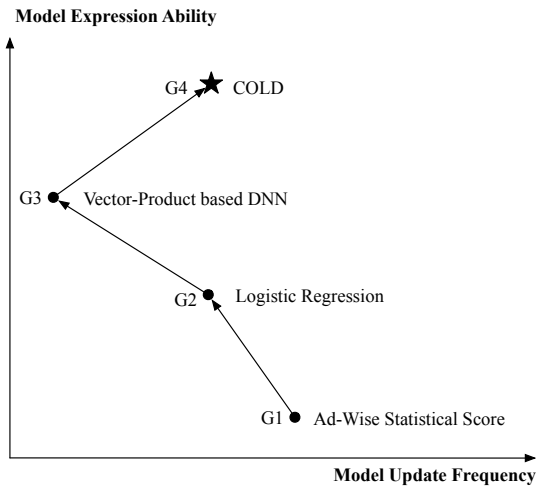 Model Expression Ability
G4 COLD
G3 Vector-Product based DNN
G2 Logistic Regression
G1 Ad-Wise Statistical Score
Model Update Frequency